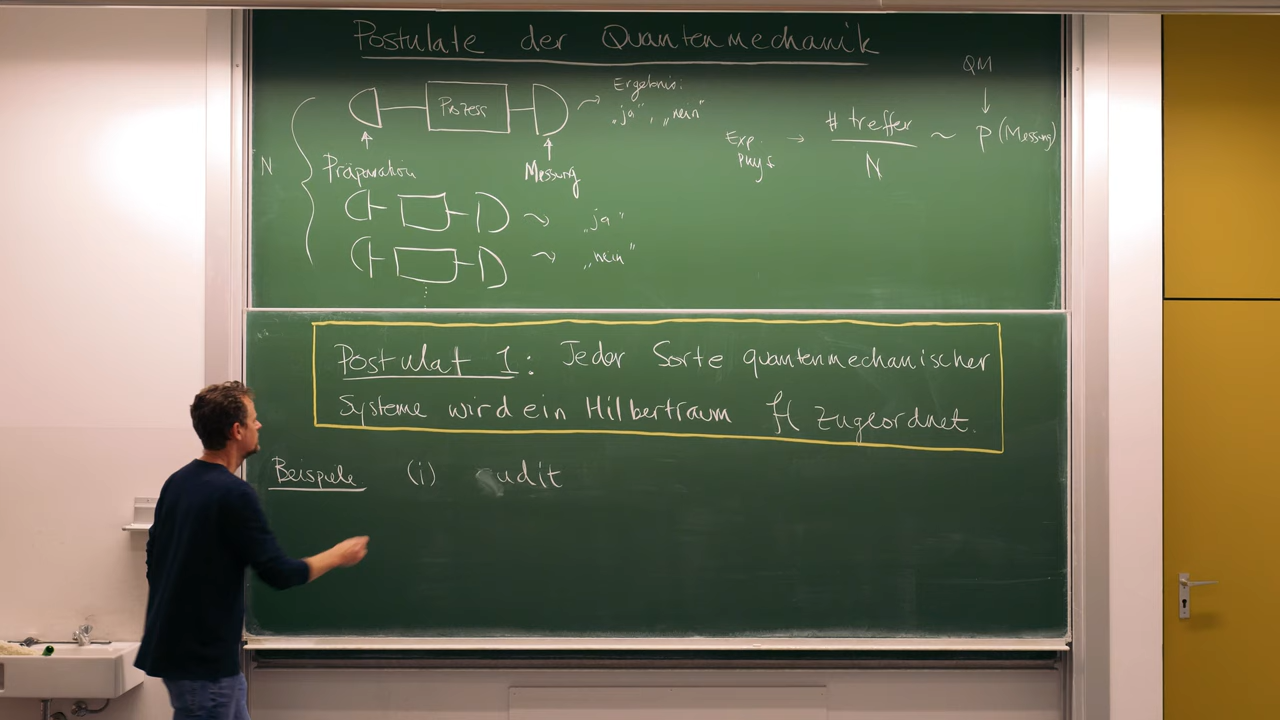 Postulate der Quantenmechanik
Prozess
Ergebnis:
„ja", „nein"
Präparation
Messung
N
„ja"
„nein"
Exp.
Phys
→ # treffer / N ~ p (Messung)
QM
Postulat 1: Jeder Sorte quantenmechanischer
Systeme wird ein Hilbertraum H zugeordnet.
Beispiele (i) udit